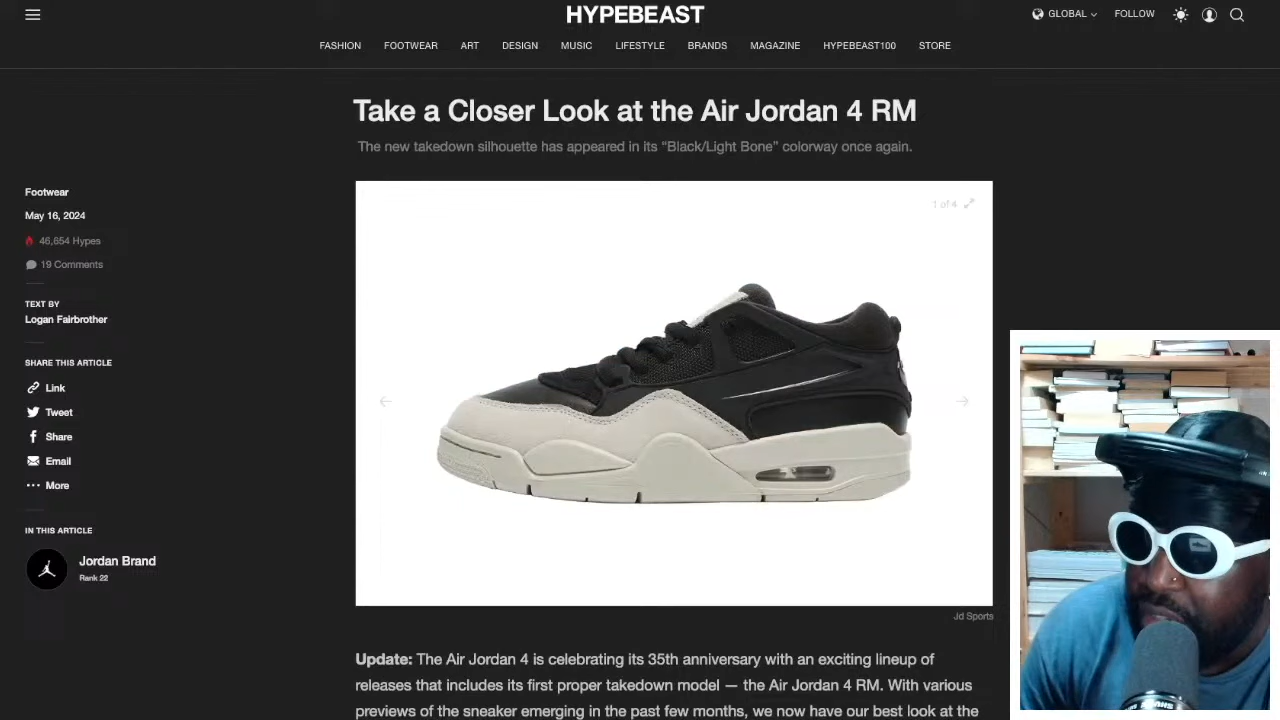 HYPEBEAST
GLOBAL
FOLLOW
FASHION
FOOTWEAR
ART
DESIGN
MUSIC
LIFESTYLE
BRANDS
MAGAZINE
HYPEBEAST100
STORE
Take a Closer Look at the Air Jordan 4 RM
The new takedown silhouette has appeared in its “Black/Light Bone” colorway once again.
Footwear
May 16, 2024
46,654 Hypes
19 Comments
TEXT BY
Logan Fairbrother
SHARE THIS ARTICLE
Link
Tweet
Share
Email
More
IN THIS ARTICLE
Jordan Brand
Rank 22
1 of 4
Jd Sports
Update: The Air Jordan 4 is celebrating its 35th anniversary with an exciting lineup of
releases that includes its first proper takedown model — the Air Jordan 4 RM. With various
previews of the sneaker emerging in the past few months, we now have our best look at the